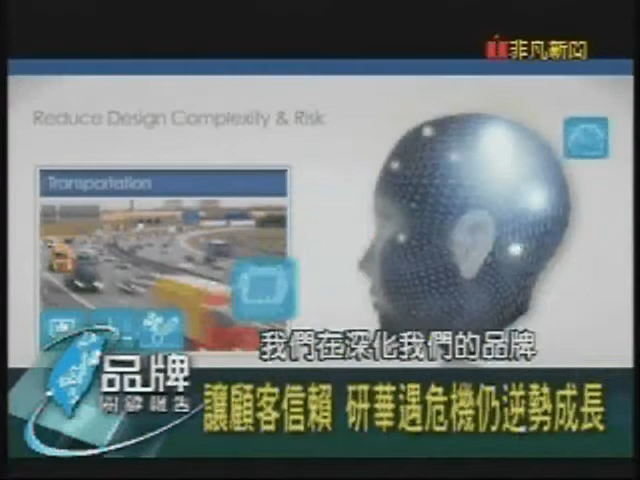 非凡新聞
Reduce Design Complexity & Risk
Transportation
我們在深化我們的品牌
品牌
讓顧客信賴 研華遇危機仍逆勢成長